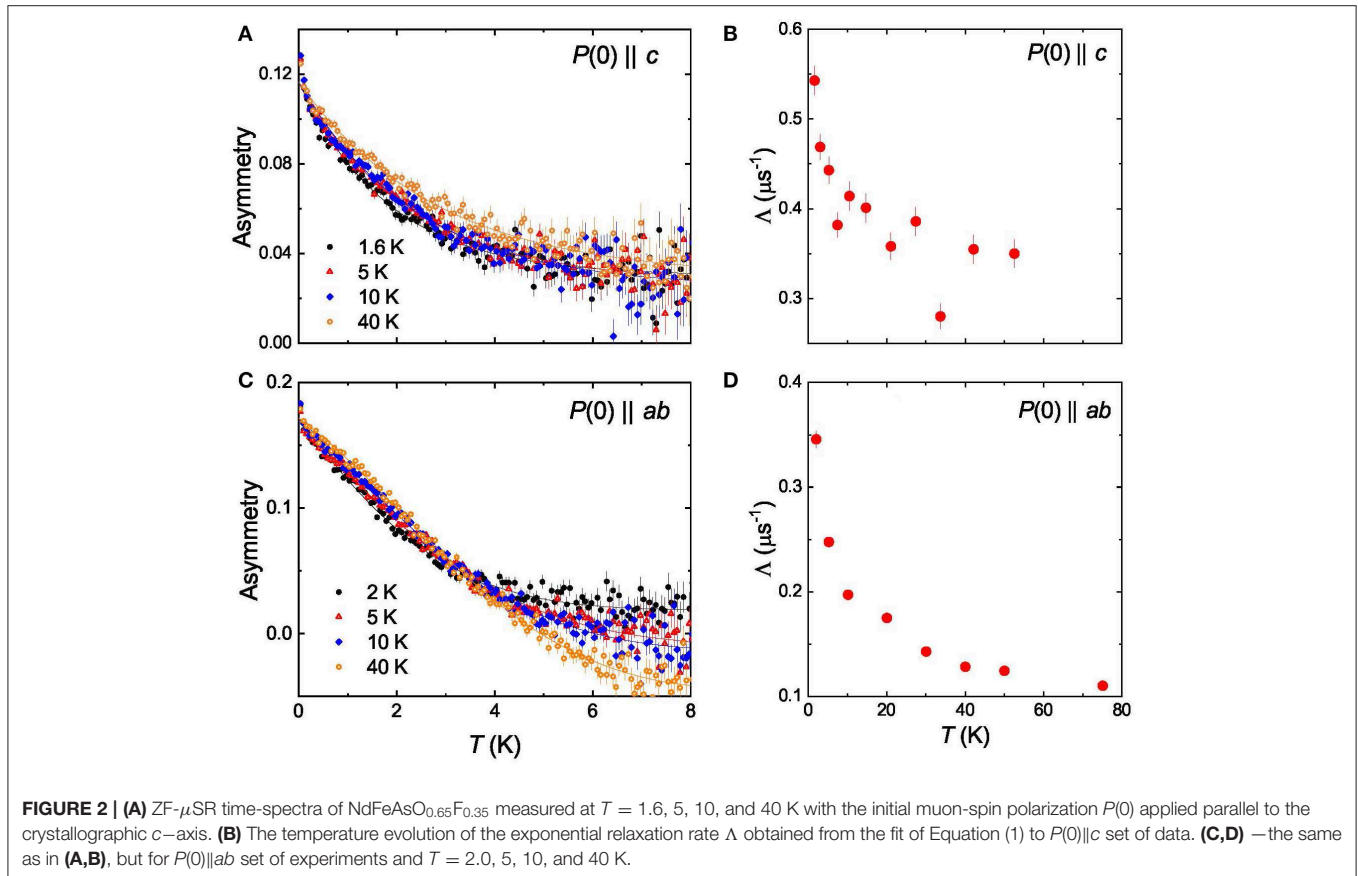 A
P(0) || c
0.12
0.08
0.04
0.00
Asymmetry
1.6 K
5 K
10 K
40 K
B
P(0) || c
0.6
0.5
0.4
0.3
Λ (μs⁻¹)
C
P(0) || ab
0.2
0.1
0.0
Asymmetry
2 K
5 K
10 K
40 K
0 2 4 6 8
T (K)
D
P(0) || ab
0.4
0.3
0.2
0.1
Λ (μs⁻¹)
0 20 40 60 80
T (K)
FIGURE 2 | (A) ZF-μSR time-spectra of NdFeAsO₀.₆₅F₀.₃₅ measured at T = 1.6, 5, 10, and 40 K with the initial muon-spin polarization P(0) applied parallel to the
crystallographic c−axis. (B) The temperature evolution of the exponential relaxation rate Λ obtained from the fit of Equation (1) to P(0)∥c set of data. (C,D) —the same
as in (A,B), but for P(0)∥ab set of experiments and T = 2.0, 5, 10, and 40 K.